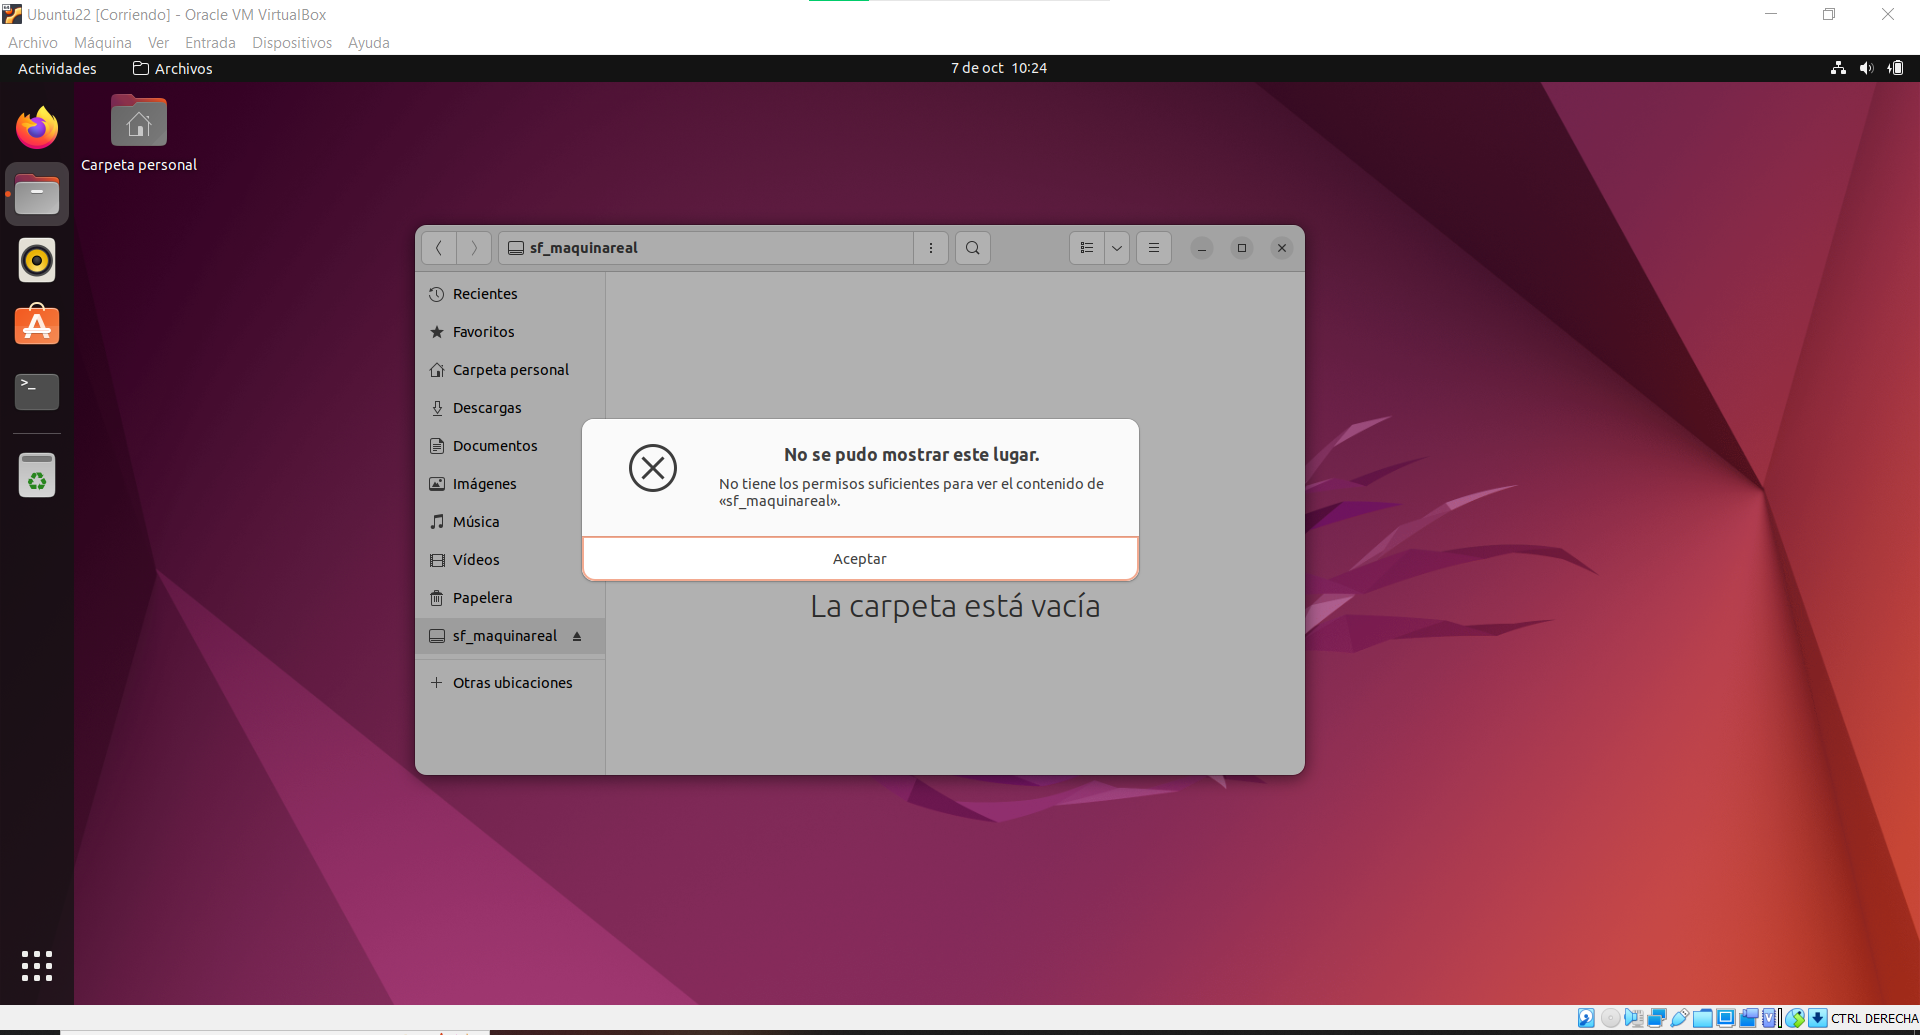 Ubuntu22 [Corriendo] - Oracle VM VirtualBox
Archivo Máquina Ver Entrada Dispositivos Ayuda
Actividades Archivos 7 de oct 10:24
Carpeta personal
sf_maquinareal
Recientes
Favoritos
Carpeta personal
Descargas
Documentos
Imágenes
Música
Vídeos
Papelera
sf_maquinareal
Otras ubicaciones
No se pudo mostrar este lugar.
No tiene los permisos suficientes para ver el contenido de
«sf_maquinareal».
Aceptar
La carpeta está vacía
CTRL DERECHA